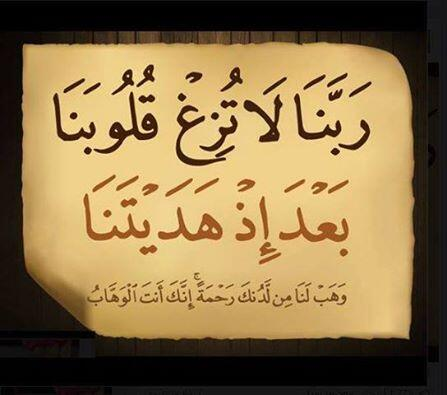 رَبَّنَا لَا تُزِغْ قُلُوبَنَا
بَعْدَ إِذْ هَدَيْتَنَا
وَهَبْ لَنَا مِن لَّدُنكَ رَحْمَةً ۚ إِنَّكَ أَنتَ الْوَهَّابُ